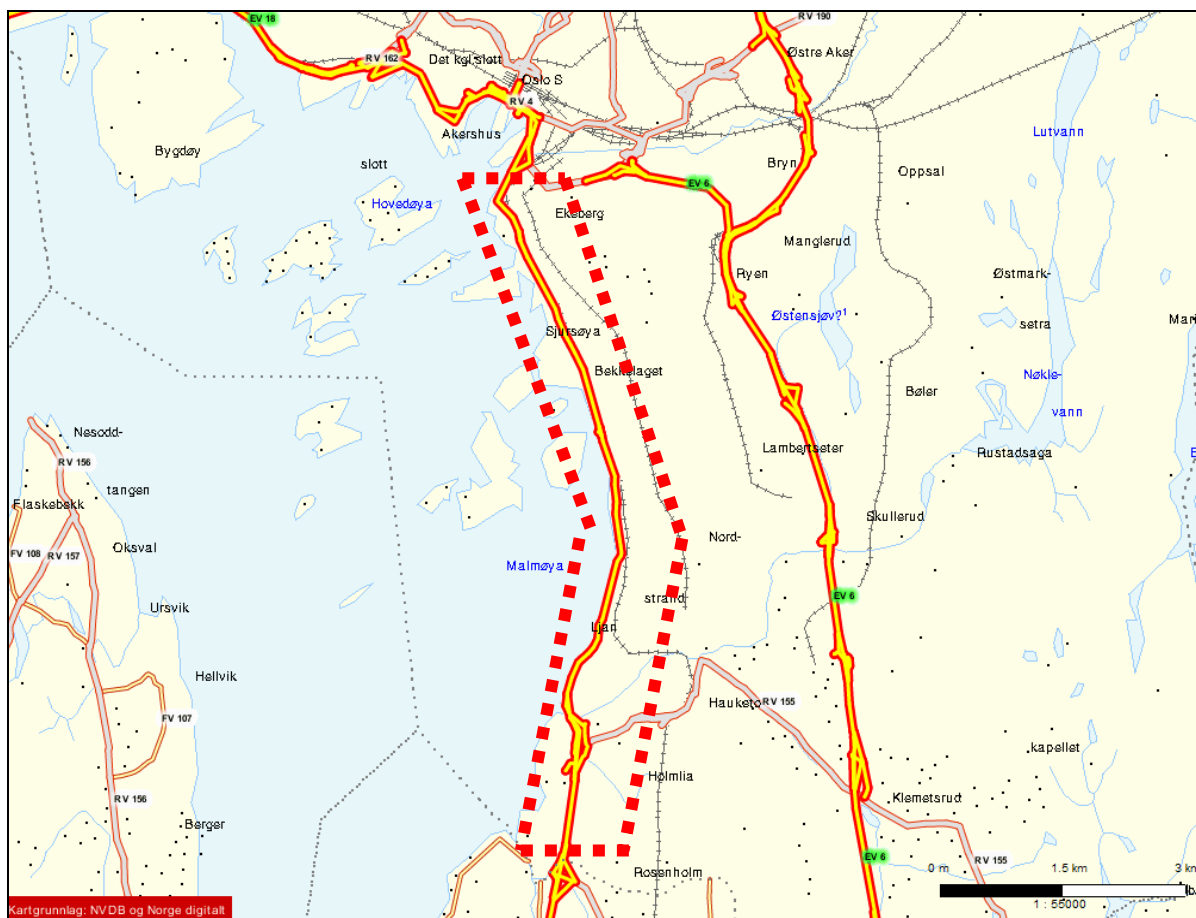 EV 18
RV 190
Østre Aker
Det kgl slott
RV 162
Oslo S
RV 4
Akershus
slott
Lutvann
Bygdøy
Bryn
Oppsal
EV 6
Hovedøya
Ekeberg
Manglerud
Ryen
Østmark-
setra
Østensjøv?¹
Sjursøya
Mari
Bekkelaget
Nøkle-
vann
Bøler
Nesodd-
tangen
RV 156
Lambertseter
Rustadsaga
E
Flaskebekk
Skullerud
FV 108
RV 157
Oksval
Nord-
strand
Malmøya
EV 6
Ursvik
Ljan
Hellvik
Hauketo
RV 155
FV 107
kapellet
Holmlia
RV 156
Klemetsrud
Berger
EV 6
RV 155
Rosenholm
0 m
1.5 km
3 km
1 : 55000
Kartgrunnlag: NVDB og Norge digitalt